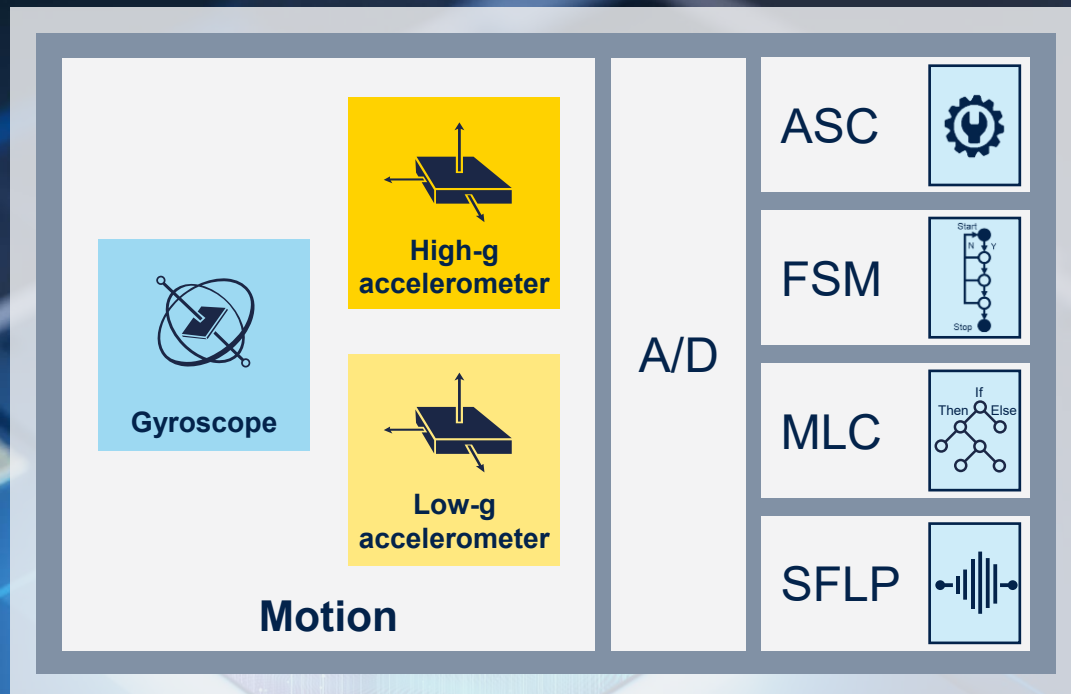 High-g
accelerometer
Gyroscope
Low-g
accelerometer
Motion
A/D
ASC
FSM
Start
N Y
Stop
MLC
If
Then Else
SFLP